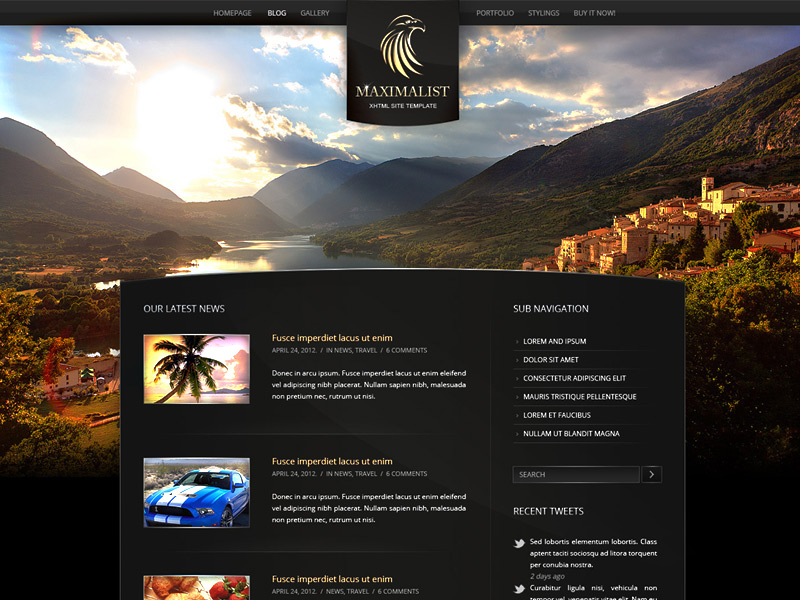 HOMEPAGE BLOG GALLERY PORTFOLIO STYLINGS BUY IT NOW!
MAXIMALIST
XHTML SITE TEMPLATE
OUR LATEST NEWS
Fusce imperdiet lacus ut enim
APRIL 24, 2012. / IN NEWS, TRAVEL / 6 COMMENTS
Donec in arcu ipsum. Fusce imperdiet lacus ut enim eleifend
vel adipiscing nibh placerat. Nullam sapien nibh, malesuada
non pretium nec, rutrum ut nisi.
Fusce imperdiet lacus ut enim
APRIL 24, 2012. / IN NEWS, TRAVEL / 6 COMMENTS
Donec in arcu ipsum. Fusce imperdiet lacus ut enim eleifend
vel adipiscing nibh placerat. Nullam sapien nibh, malesuada
non pretium nec, rutrum ut nisi.
Fusce imperdiet lacus ut enim
APRIL 24, 2012. / NEWS, TRAVEL / 6 COMMENTS
SUB NAVIGATION
LOREM AND IPSUM
DOLOR SIT AMET
CONSECTETUR ADIPISCING ELIT
MAURIS TRISTIQUE PELLENTESQUE
LOREM ET FAUCIBUS
NULLAM UT BLANDIT MAGNA
SEARCH
RECENT TWEETS
Sed lobortis elementum lobortis. Class
aptent taciti sociosqu ad litora torquent
per conubia nostra.
2 days ago
Curabitur ligula nisi, vehicula non